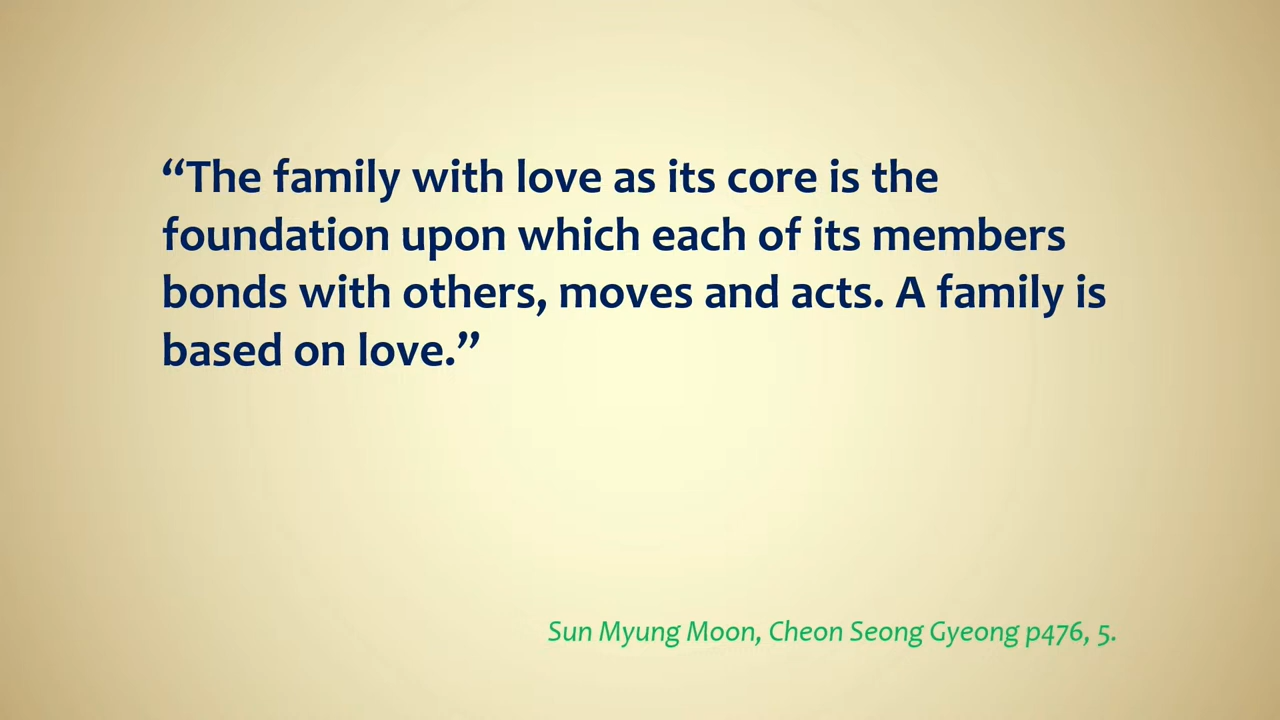 “The family with love as its core is the
foundation upon which each of its members
bonds with others, moves and acts. A family is
based on love.”
Sun Myung Moon, Cheon Seong Gyeong p476, 5.